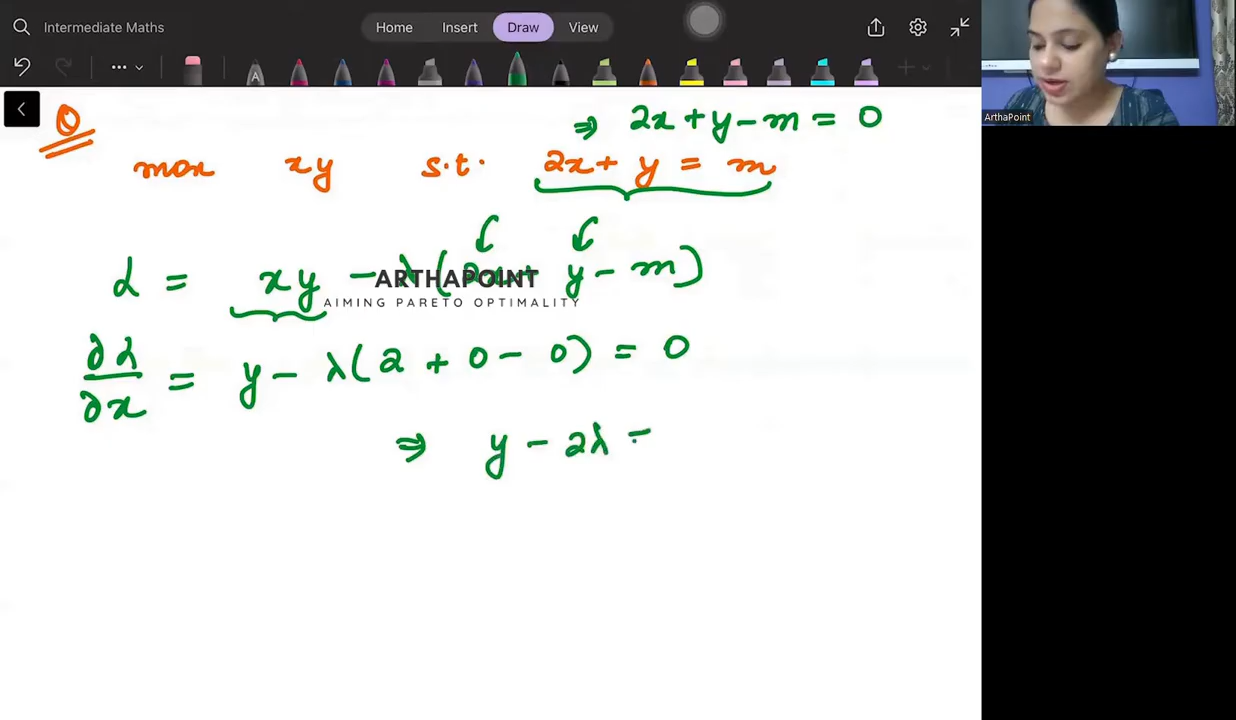 Intermediate Maths
Home Insert Draw View
Q
⇒ 2x + y - m = 0
max xy s.t. 2x + y = m
L = xy - λ(2x + y - m)
ARTHAPOINT
AIMING PARETO OPTIMALITY
∂L/∂x = y - λ(2 + 0 - 0) = 0
⇒ y - 2λ =
ArthaPoint